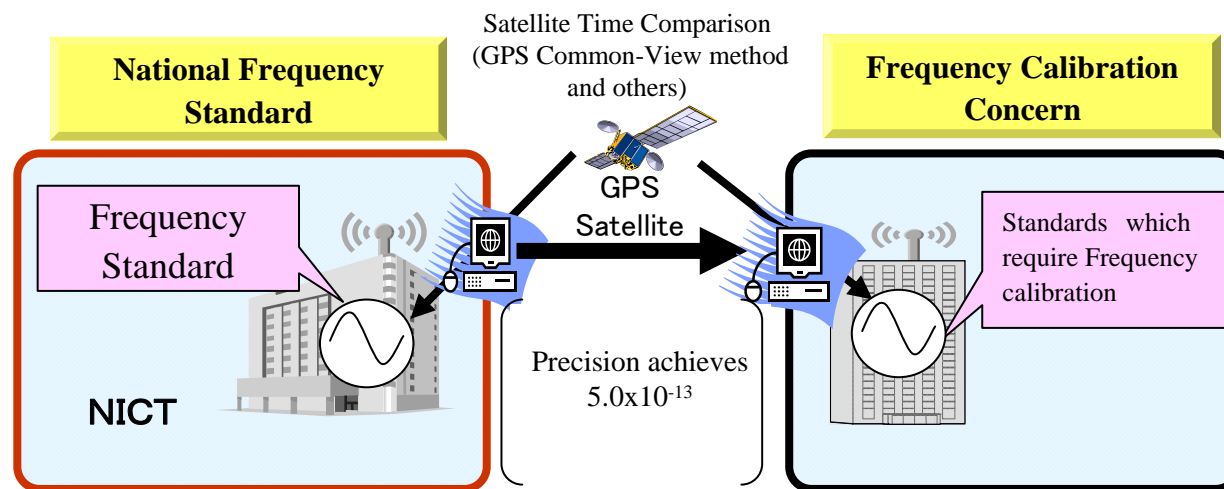 Satellite Time Comparison
(GPS Common-View method
and others)
National Frequency
Standard
Frequency Calibration
Concern
GPS
Satellite
Frequency
Standard
Standards which
require Frequency
calibration
Precision achieves
5.0x10⁻¹³
NICT